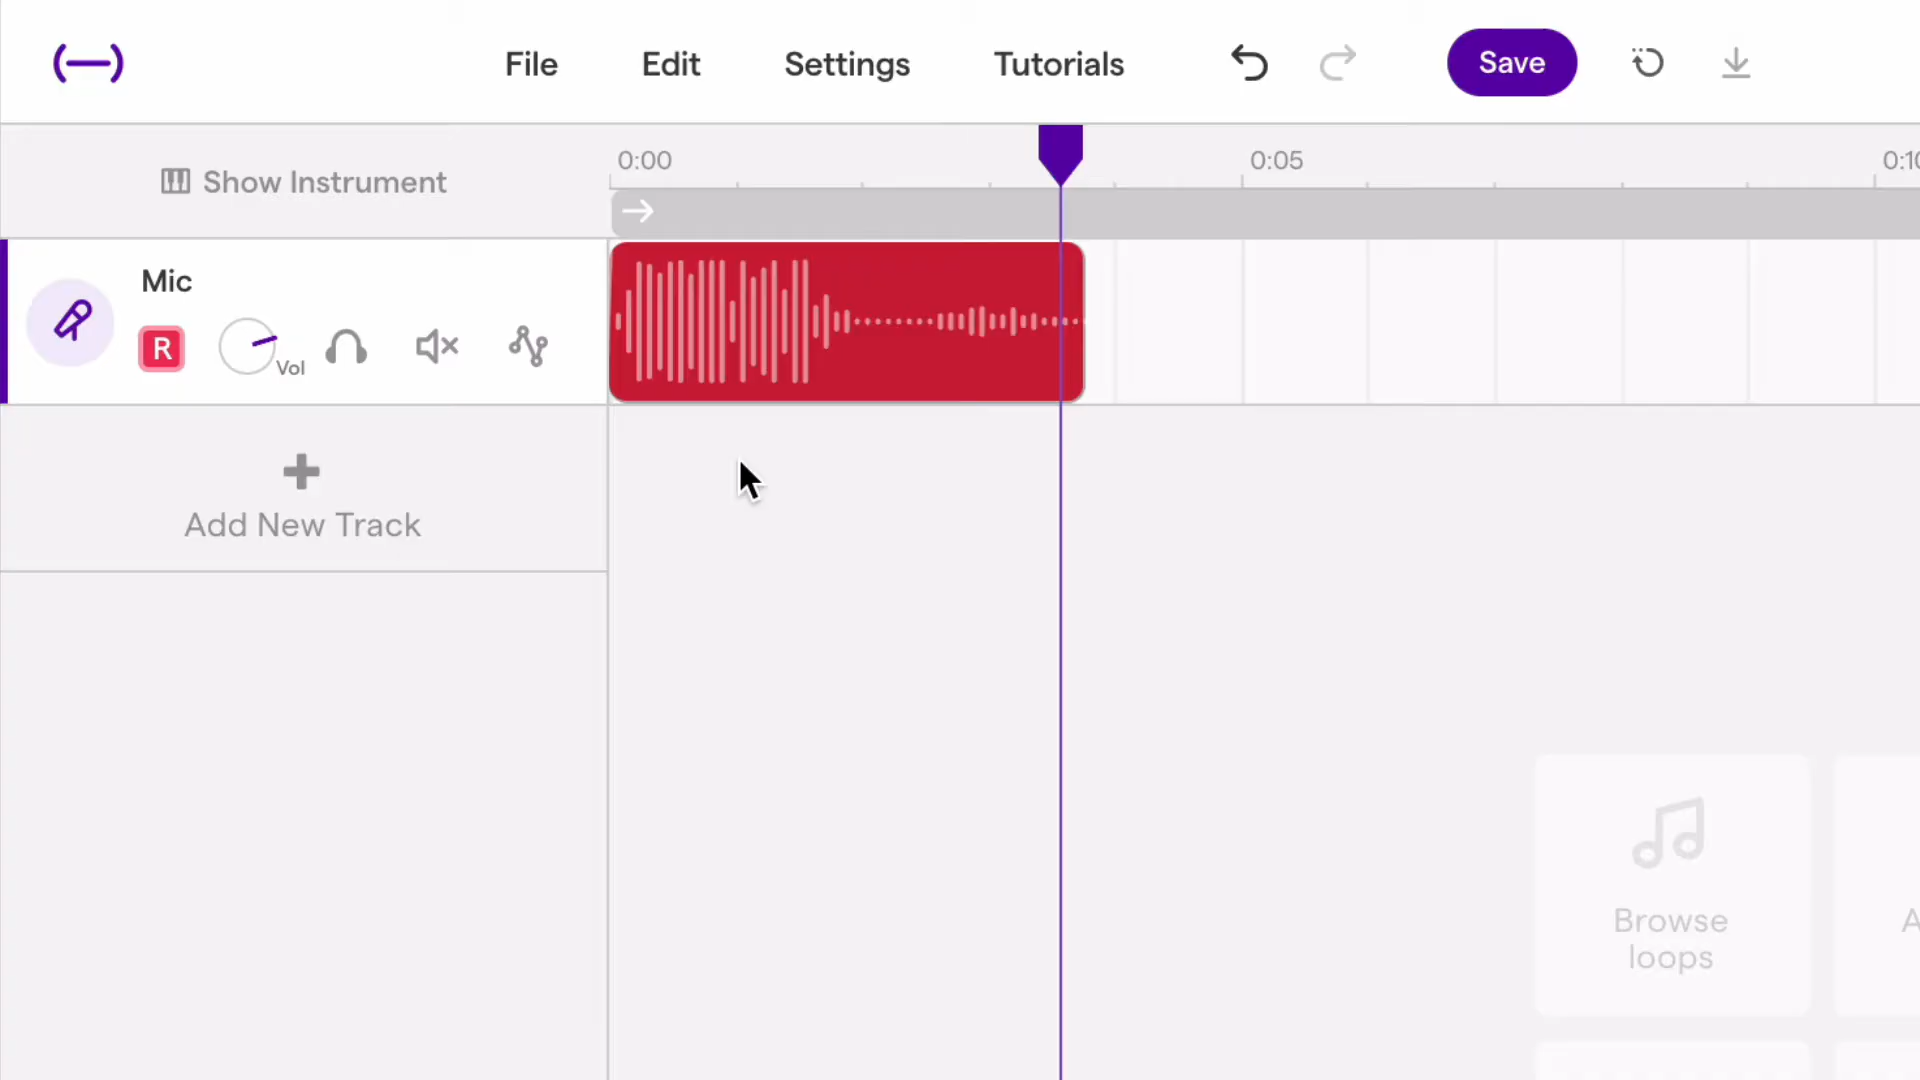 File Edit Settings Tutorials Save
Show Instrument
0:00 0:05
Mic
R Vol
Add New Track
Browse
loops